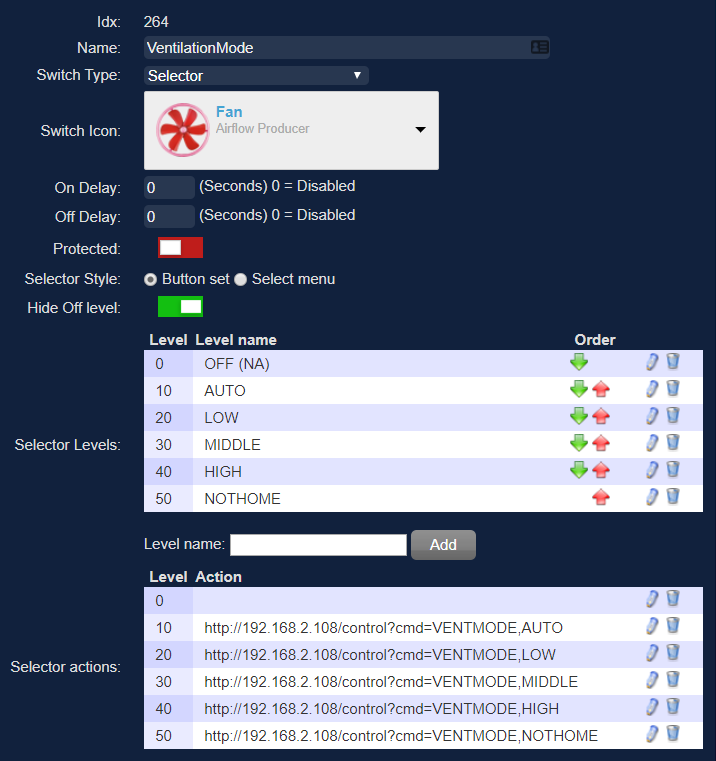 Idx: 264
Name: VentilationMode
Switch Type: Selector
Switch Icon: Fan
Airflow Producer
On Delay: 0 (Seconds) 0 = Disabled
Off Delay: 0 (Seconds) 0 = Disabled
Protected:
Selector Style: Button set Select menu
Hide Off level:
Level Level name Order
0 OFF (NA)
10 AUTO
20 LOW
Selector Levels: 30 MIDDLE
40 HIGH
50 NOTHOME
Level name: Add
Level Action
0
10 http://192.168.2.108/control?cmd=VENTMODE,AUTO
20 http://192.168.2.108/control?cmd=VENTMODE,LOW
Selector actions: 30 http://192.168.2.108/control?cmd=VENTMODE,MIDDLE
40 http://192.168.2.108/control?cmd=VENTMODE,HIGH
50 http://192.168.2.108/control?cmd=VENTMODE,NOTHOME